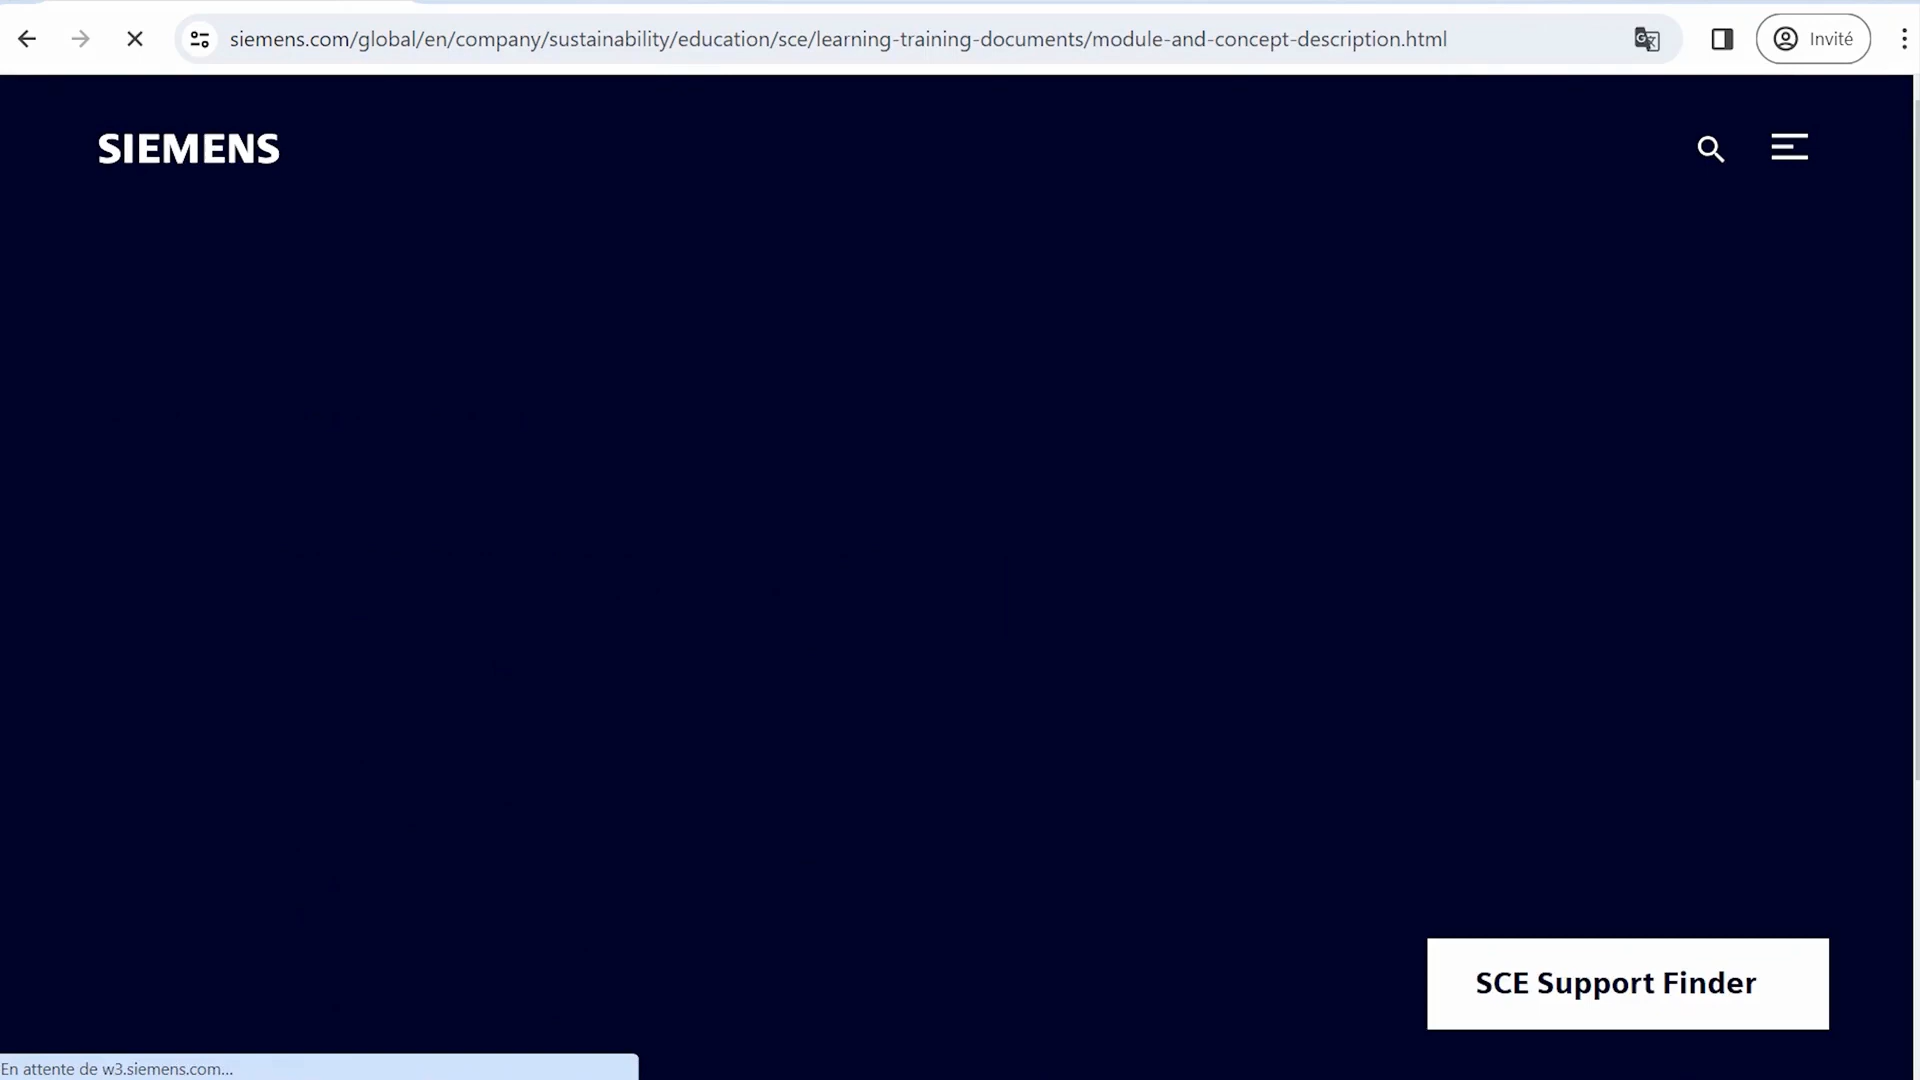 siemens.com/global/en/company/sustainability/education/sce/learning-training-documents/module-and-concept-description.html
Invité
SIEMENS
SCE Support Finder
En attente de w3.siemens.com...